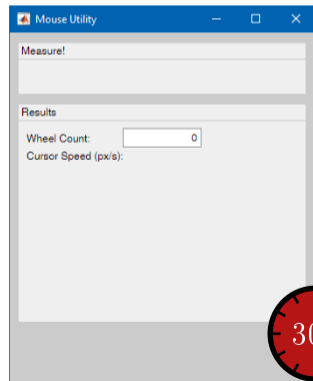 Mouse Utility
Measure!
Results
Wheel Count: 0
Cursor Speed (px/s):
30